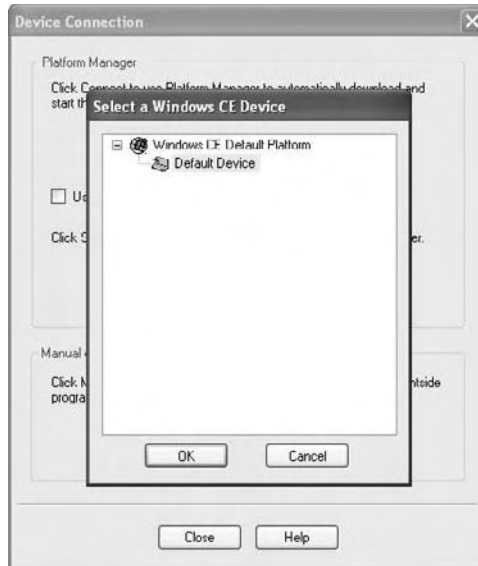 Device Connection
Platform Manager
Click Connect to use Platform Manager to automatically download and
start th
Select a Windows CE Device
Windows CE Default Platform
Default Device
Us
Click S
er.
Manual
Click M
ntside
progra
OK Cancel
Close Help